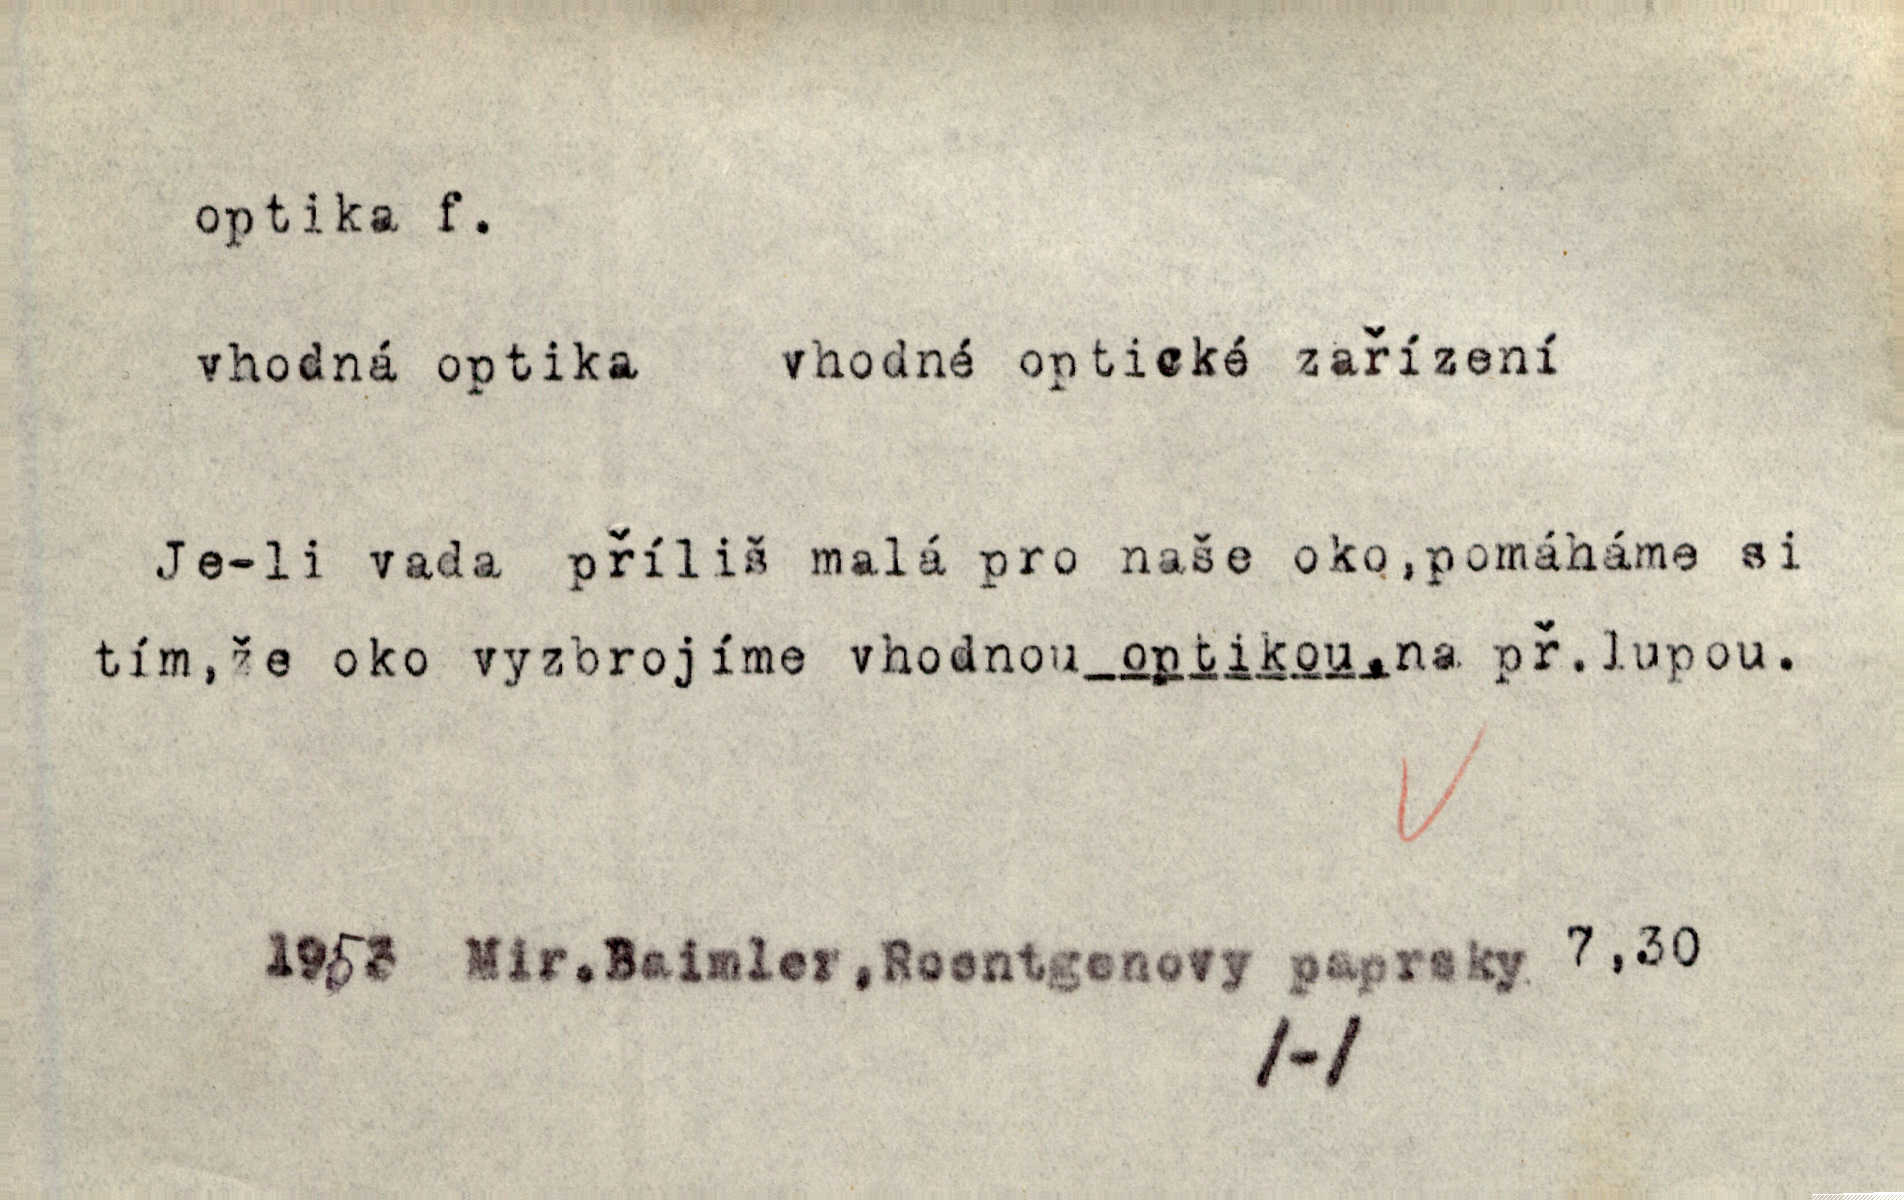 optika f.
vhodná optika vhodné optické zařízení
Je-li vada příliš malá pro naše oko,pomáháme si
tím,že oko vyzbrojíme vhodnou optikou,na př.lupou.
1953 Mir.Baimler,Roentgenovy paprsky 7,30
/-/